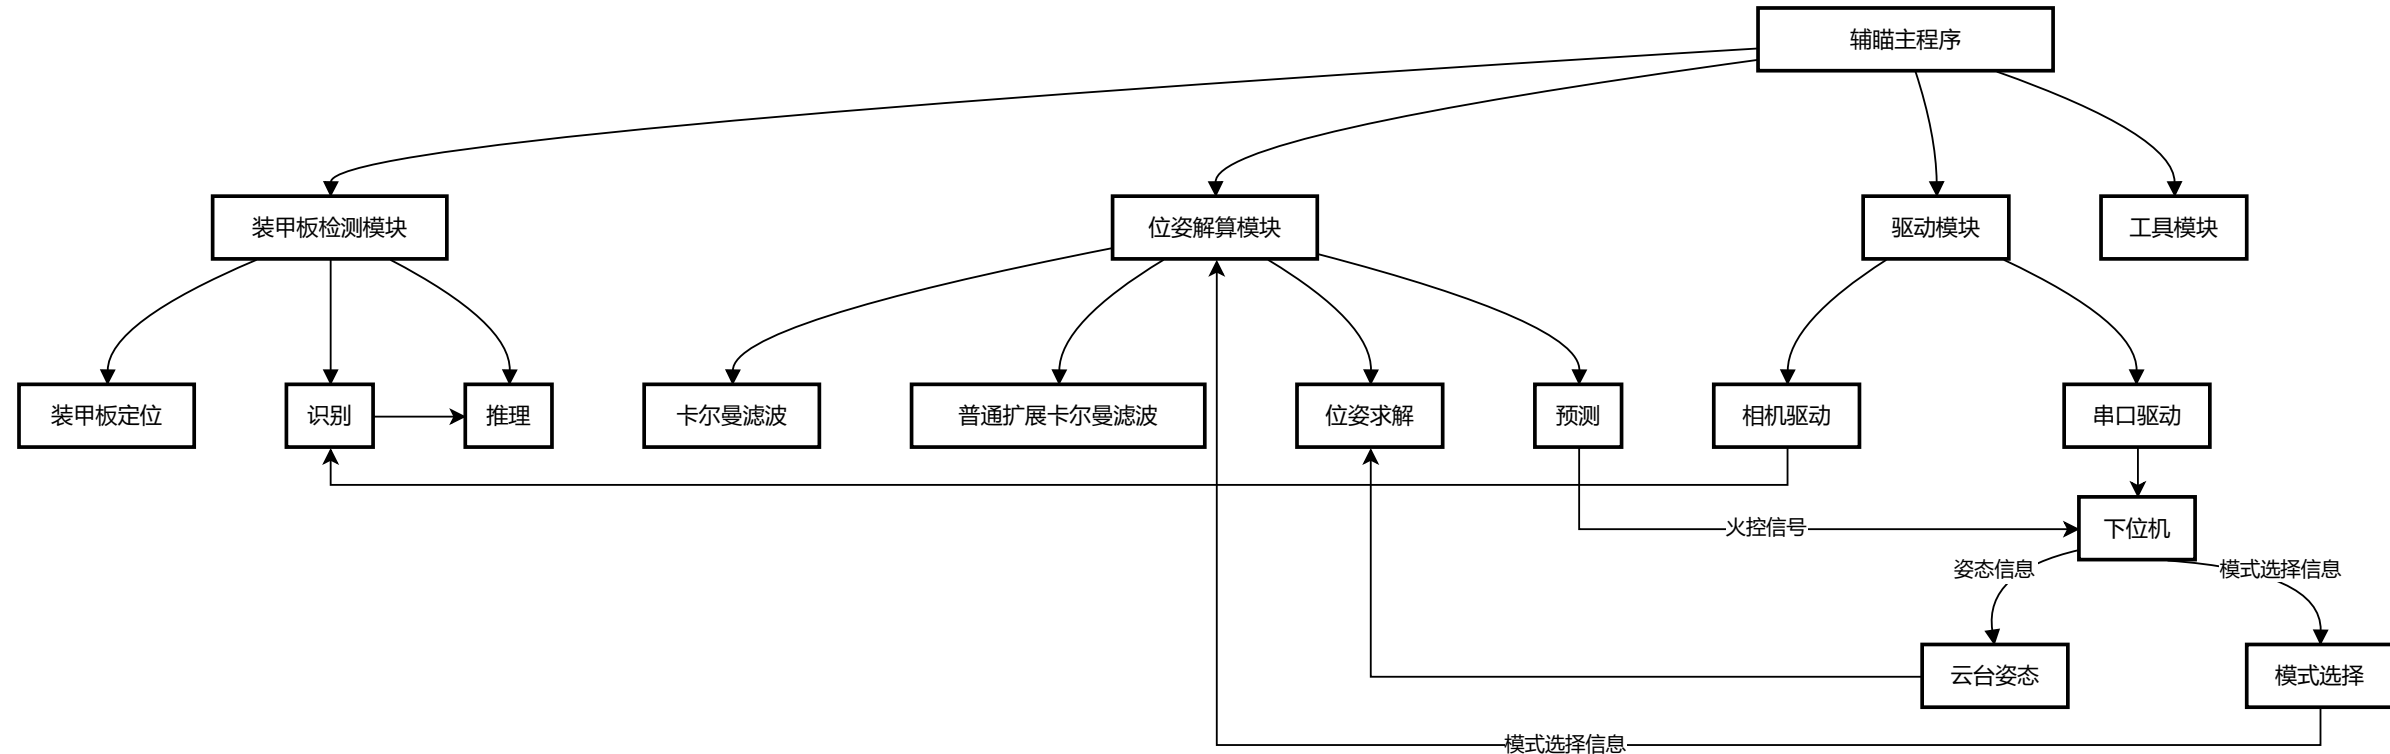 辅瞄主程序
装甲板检测模块
位姿解算模块
驱动模块
工具模块
装甲板定位
识别
推理
卡尔曼滤波
普通扩展卡尔曼滤波
位姿求解
预测
相机驱动
串口驱动
火控信号
下位机
姿态信息
模式选择信息
云台姿态
模式选择
模式选择信息